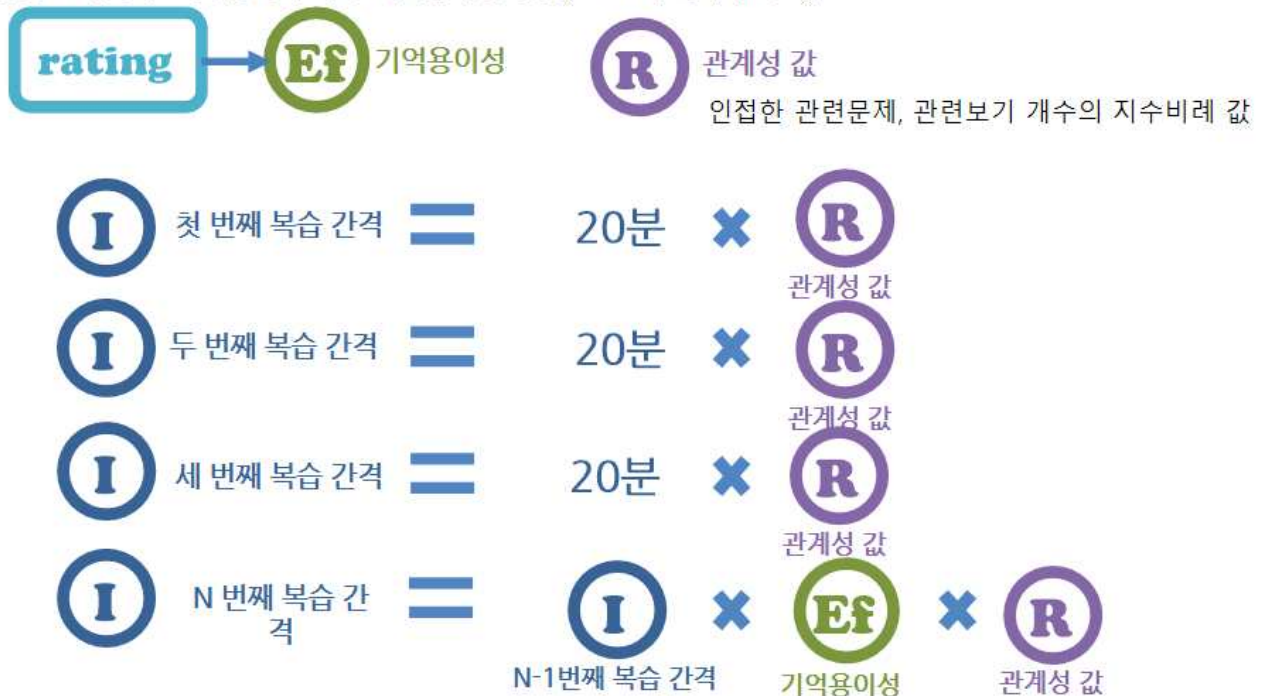 rating Ef 기억용이성 R 관계성 값
인접한 관련문제, 관련보기 개수의 지수비례 값
I 첫 번째 복습 간격 = 20분 × R
관계성 값
I 두 번째 복습 간격 = 20분 × R
관계성 값
I 세 번째 복습 간격 = 20분 × R
관계성 값
I N 번째 복습 간
격 = I × Ef × R
N-1번째 복습 간격 기억용이성 관계성 값